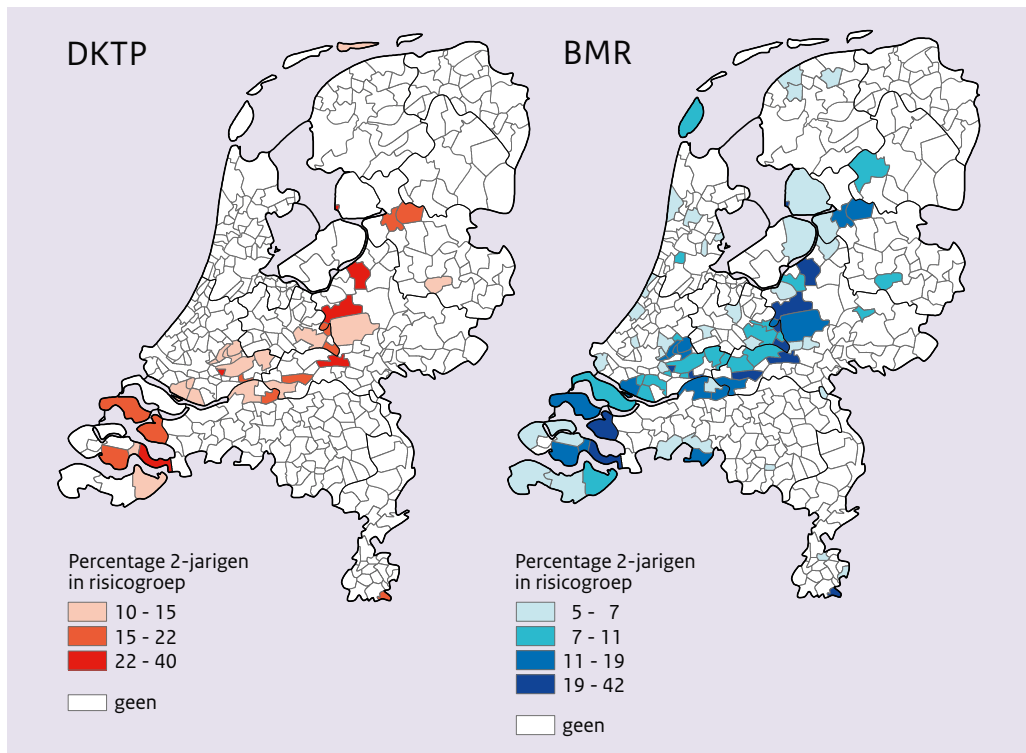 DKTP
Percentage 2-jarigen
in risicogroep
10 - 15
15 - 22
22 - 40
geen
BMR
Percentage 2-jarigen
in risicogroep
5 - 7
7 - 11
11 - 19
19 - 42
geen